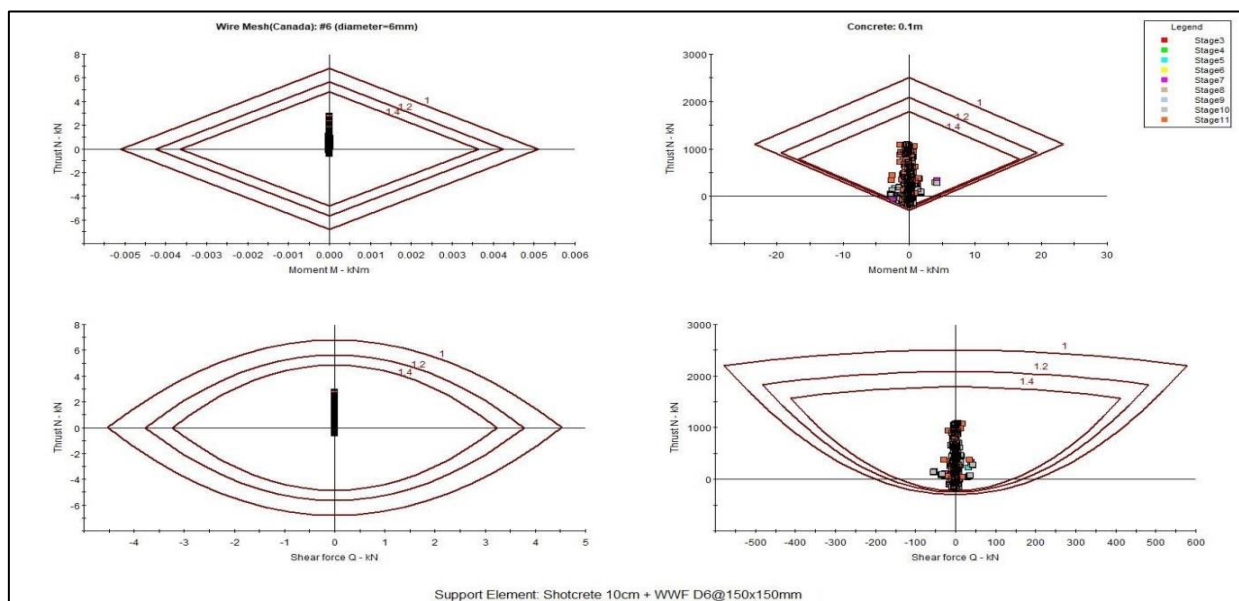 Wire Mesh(Canada): #6 (diameter=6mm)
Concrete: 0.1m
Legend
Stage3
Stage4
Stage5
Stage6
Stage7
Stage8
Stage9
Stage10
Stage11
Thrust N - kN
8
6
4
2
0
-2
-4
-6
1
1.2
1.4
-0.005 -0.004 -0.003 -0.002 -0.001 0.000 0.001 0.002 0.003 0.004 0.005 0.006
Moment M - kNm
Thrust N - kN
3000
2000
1000
0
1
1.2
1.4
-20 -10 0 10 20 30
Moment M - kNm
Thrust N - kN
8
6
4
2
0
-2
-4
-6
1
1.2
1.4
-4 -3 -2 -1 0 1 2 3 4 5
Shear force Q - kN
Thrust N - kN
3000
2000
1000
0
1
1.2
1.4
-500 -400 -300 -200 -100 0 100 200 300 400 500 600
Shear force Q - kN
Support Element: Shotcrete 10cm + WWF D6@150x150mm